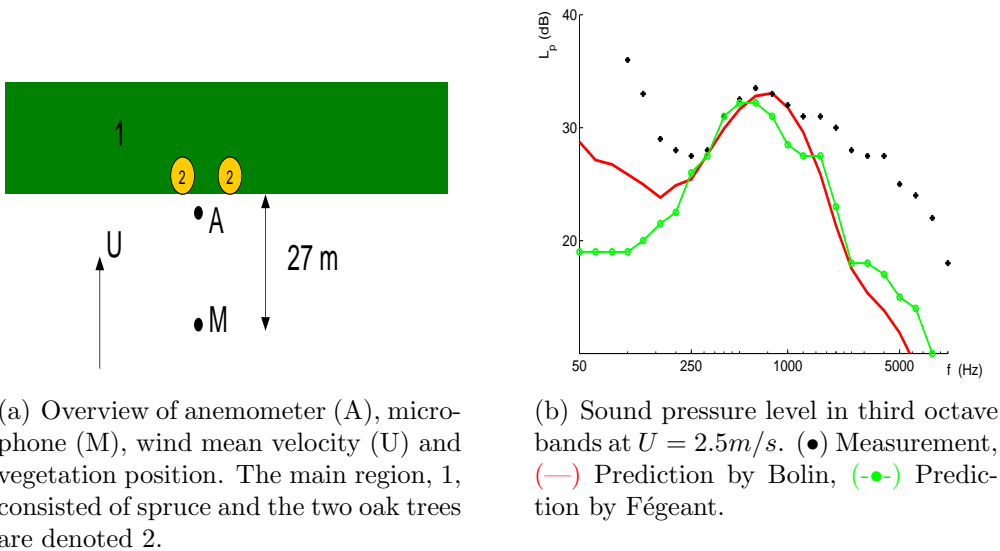 1
2 2
A
U
27 m
M
L_p (dB)
40
30
20
50 250 1000 5000 f (Hz)
(a) Overview of anemometer (A), micro-
phone (M), wind mean velocity (U) and
vegetation position. The main region, 1,
consisted of spruce and the two oak trees
are denoted 2.
(b) Sound pressure level in third octave
bands at U = 2.5m/s. (●) Measurement,
(—) Prediction by Bolin, (-●-) Predic-
tion by Fégeant.